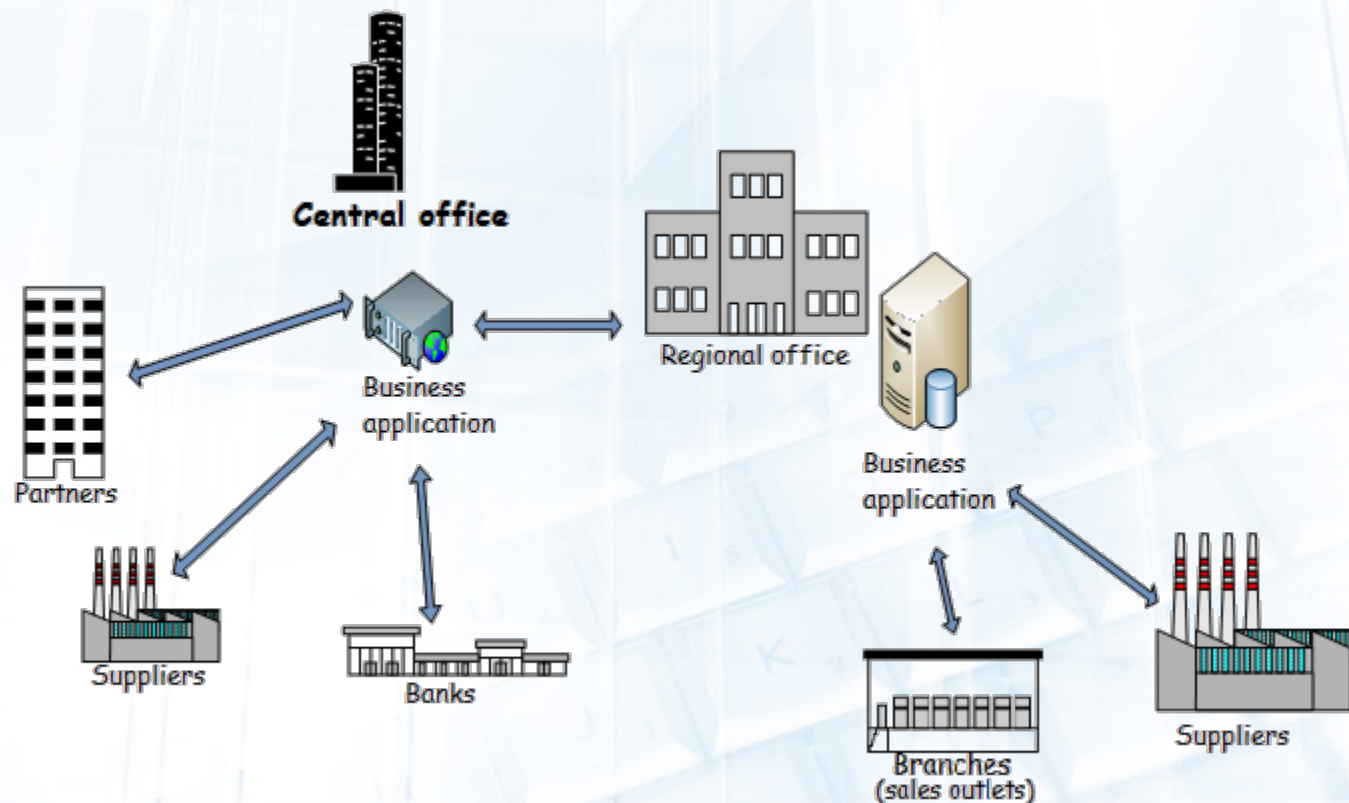 Central office
Regional office
Business
application
Partners
Business
application
Suppliers
Banks
Branches
(sales outlets)
Suppliers